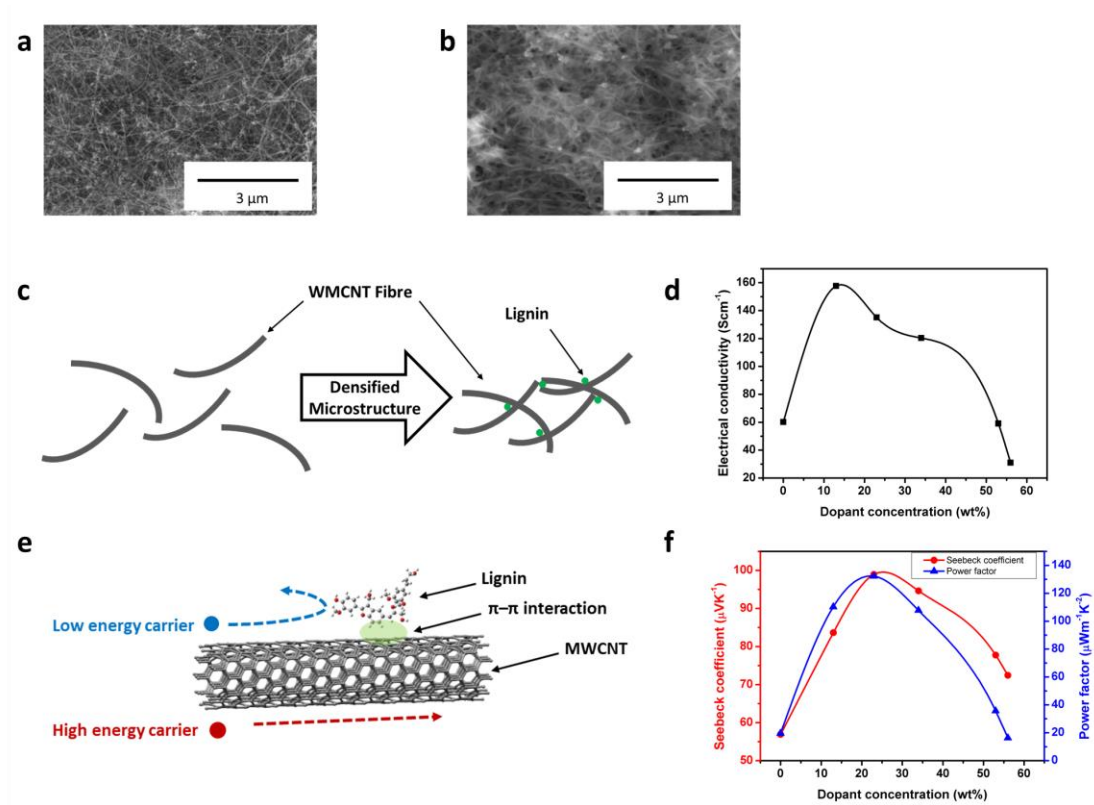 a
b
3 µm
3 µm
c
WMCNT Fibre
Lignin
Densified
Microstructure
d
Electrical conductivity (Scm⁻¹)
160
140
120
100
80
60
40
20
0 10 20 30 40 50 60
Dopant concentration (wt%)
e
Lignin
π–π interaction
MWCNT
Low energy carrier
High energy carrier
f
Seebeck coefficient
Power factor
Seebeck coefficient (µVK⁻¹)
100
90
80
70
60
50
140
120
100
80
60
40
20
0
Power factor (µWm⁻¹K⁻²)
0 10 20 30 40 50 60
Dopant concentration (wt%)